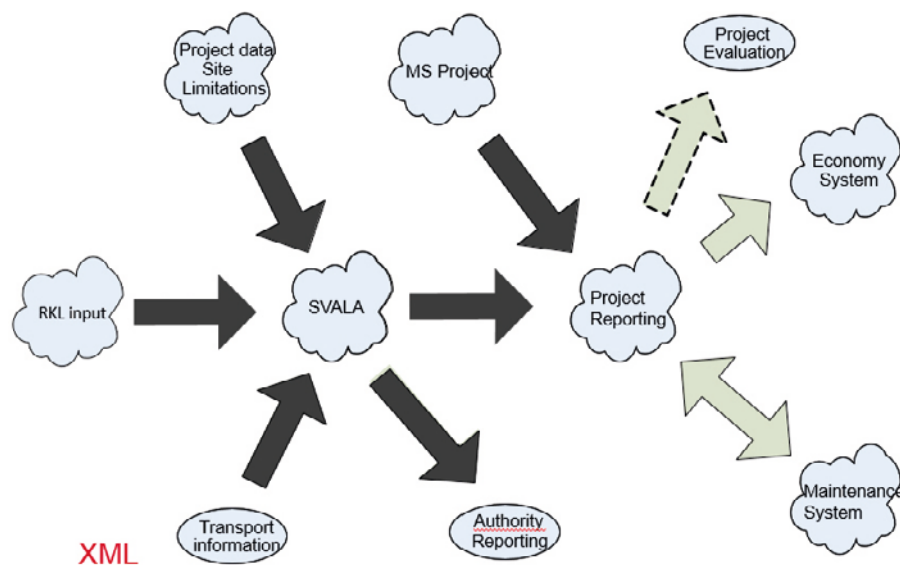 Project data
Site
Limitations
MS Project
Project
Evaluation
Economy
System
RKL input
SVALA
Project
Reporting
Maintenance
System
Transport
information
Authority
Reporting
XML